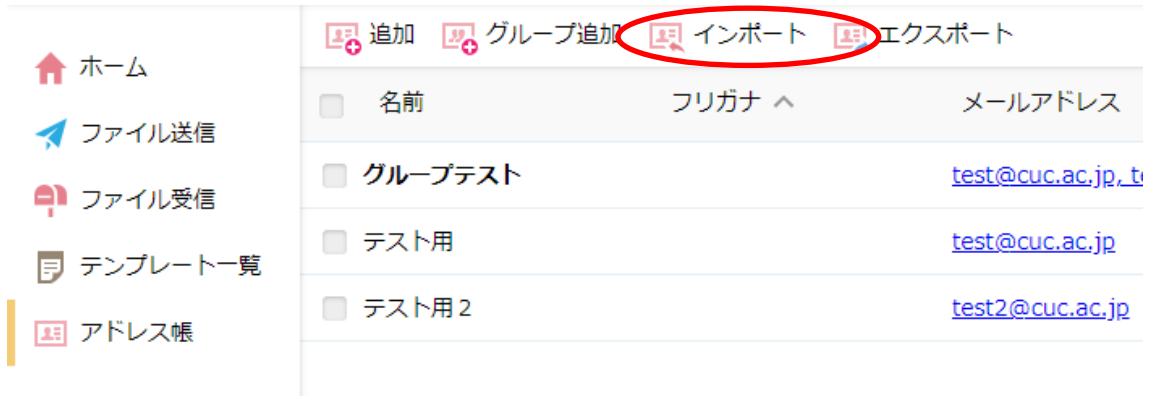 追加 グループ追加 インポート エクスポート
ホーム
ファイル送信
ファイル受信
テンプレート一覧
アドレス帳
名前 フリガナ メールアドレス
グループテスト test@cuc.ac.jp, t
テスト用 test@cuc.ac.jp
テスト用2 test2@cuc.ac.jp